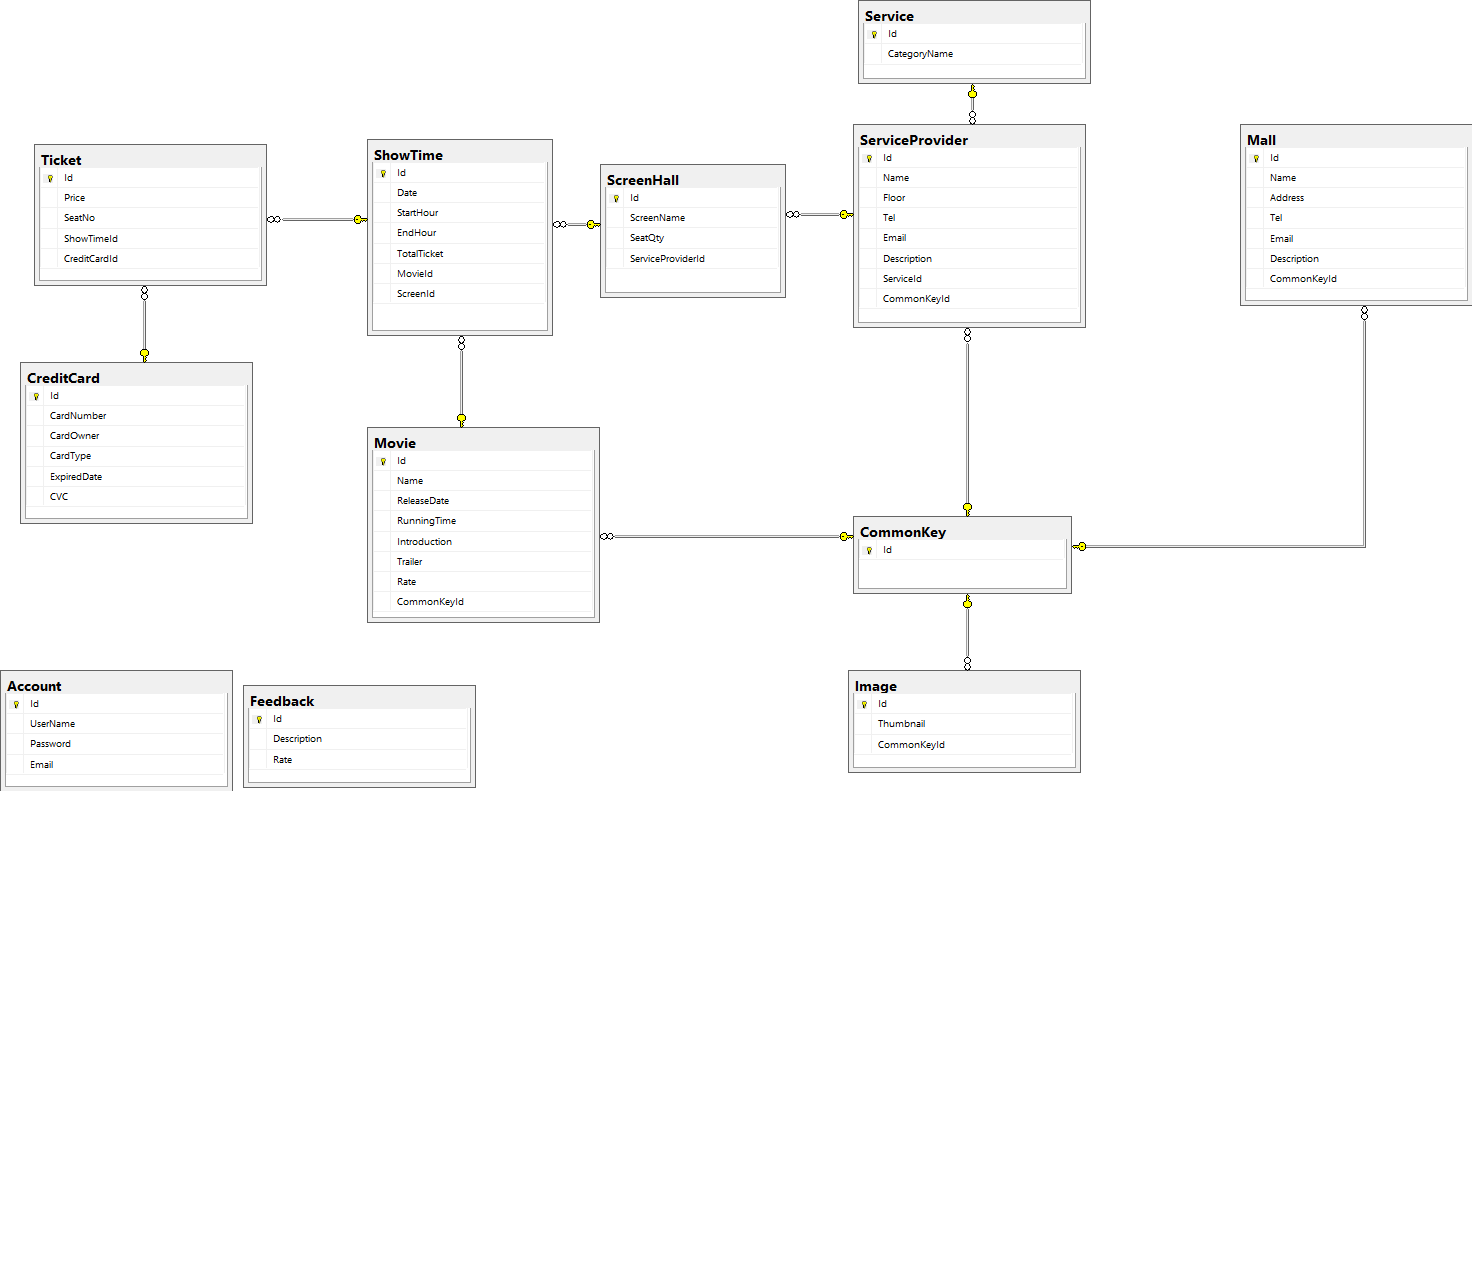 Service
Id
CategoryName
Ticket
Id
Price
SeatNo
ShowTimeId
CreditCardId
ShowTime
Id
Date
StartHour
EndHour
TotalTicket
MovieId
ScreenId
ScreenHall
Id
ScreenName
SeatQty
ServiceProviderId
ServiceProvider
Id
Name
Floor
Tel
Email
Description
ServiceId
CommonKeyId
Mall
Id
Name
Address
Tel
Email
Description
CommonKeyId
CreditCard
Id
CardNumber
CardOwner
CardType
ExpiredDate
CVC
Movie
Id
Name
ReleaseDate
RunningTime
Introduction
Trailer
Rate
CommonKeyId
CommonKey
Id
Account
Id
UserName
Password
Email
Feedback
Id
Description
Rate
Image
Id
Thumbnail
CommonKeyId